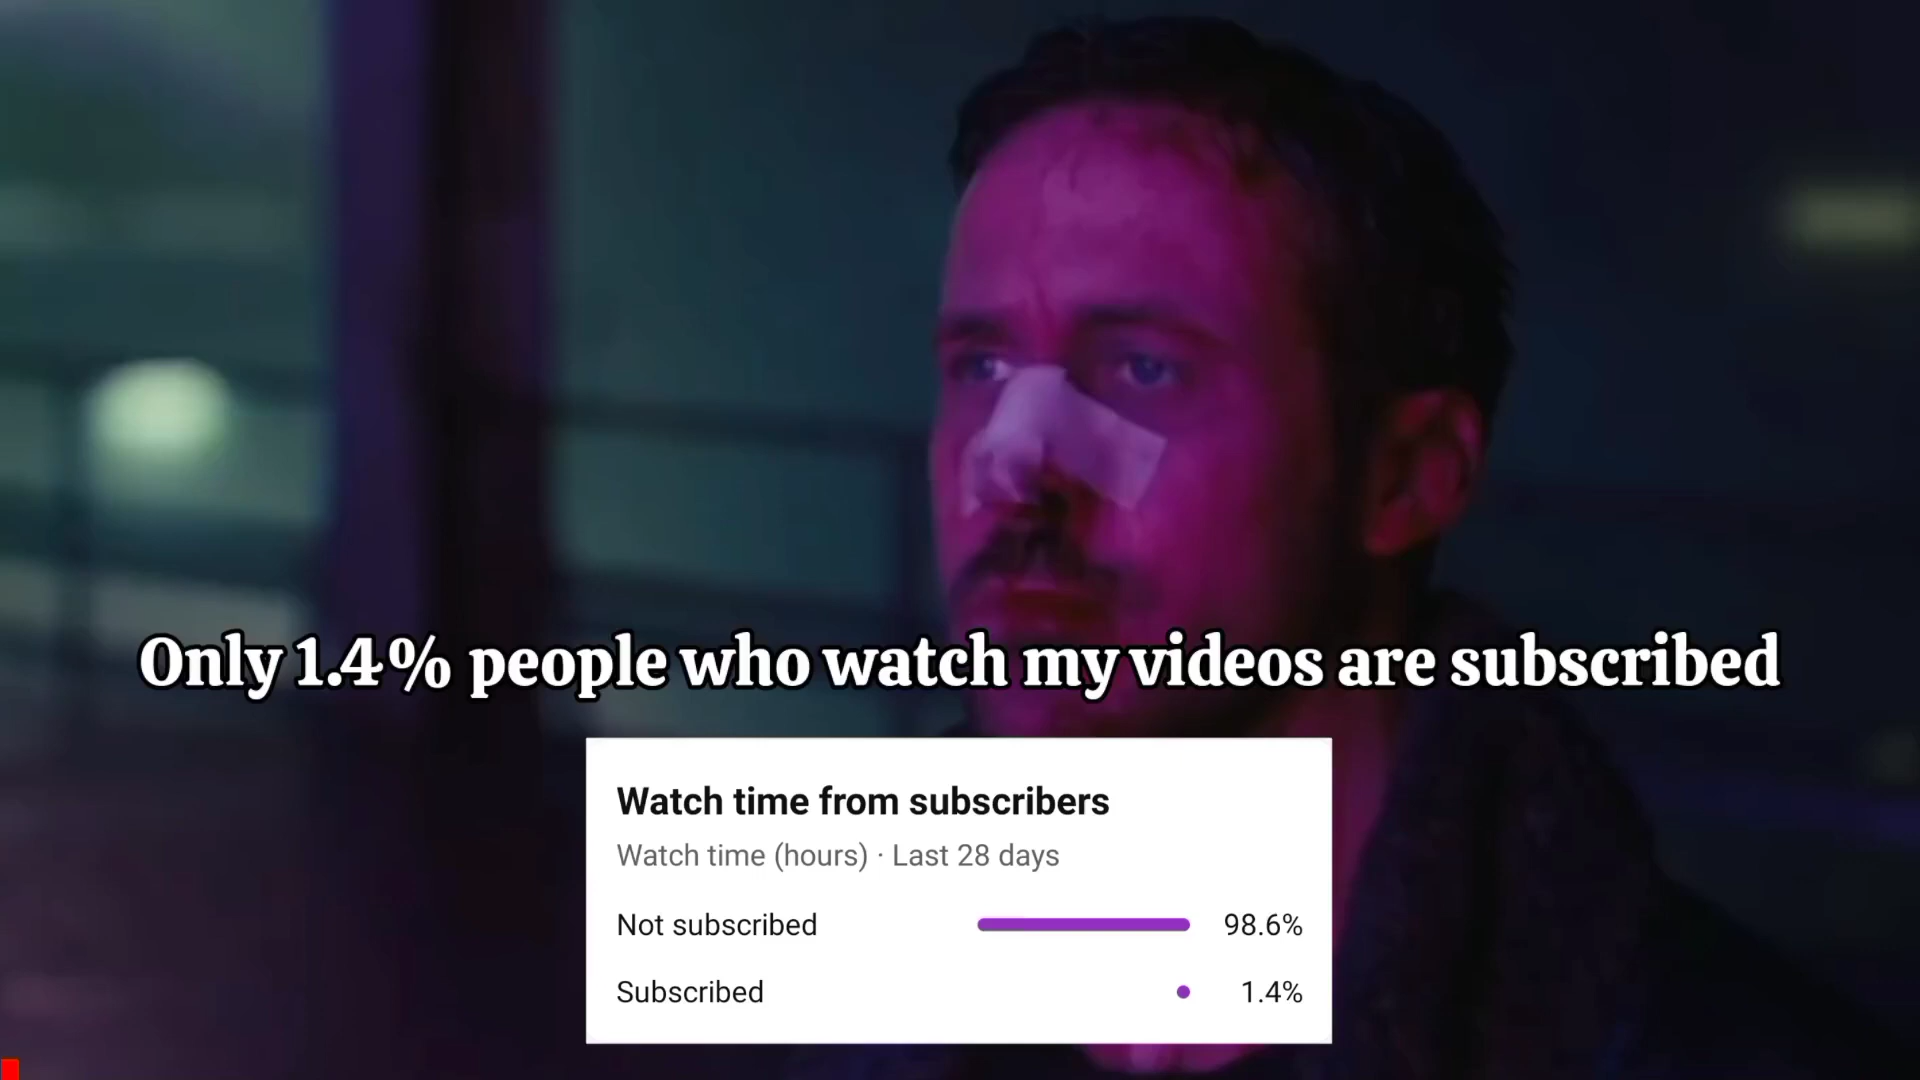 Only 1.4% people who watch my videos are subscribed
Watch time from subscribers
Watch time (hours) · Last 28 days
Not subscribed 98.6%
Subscribed 1.4%